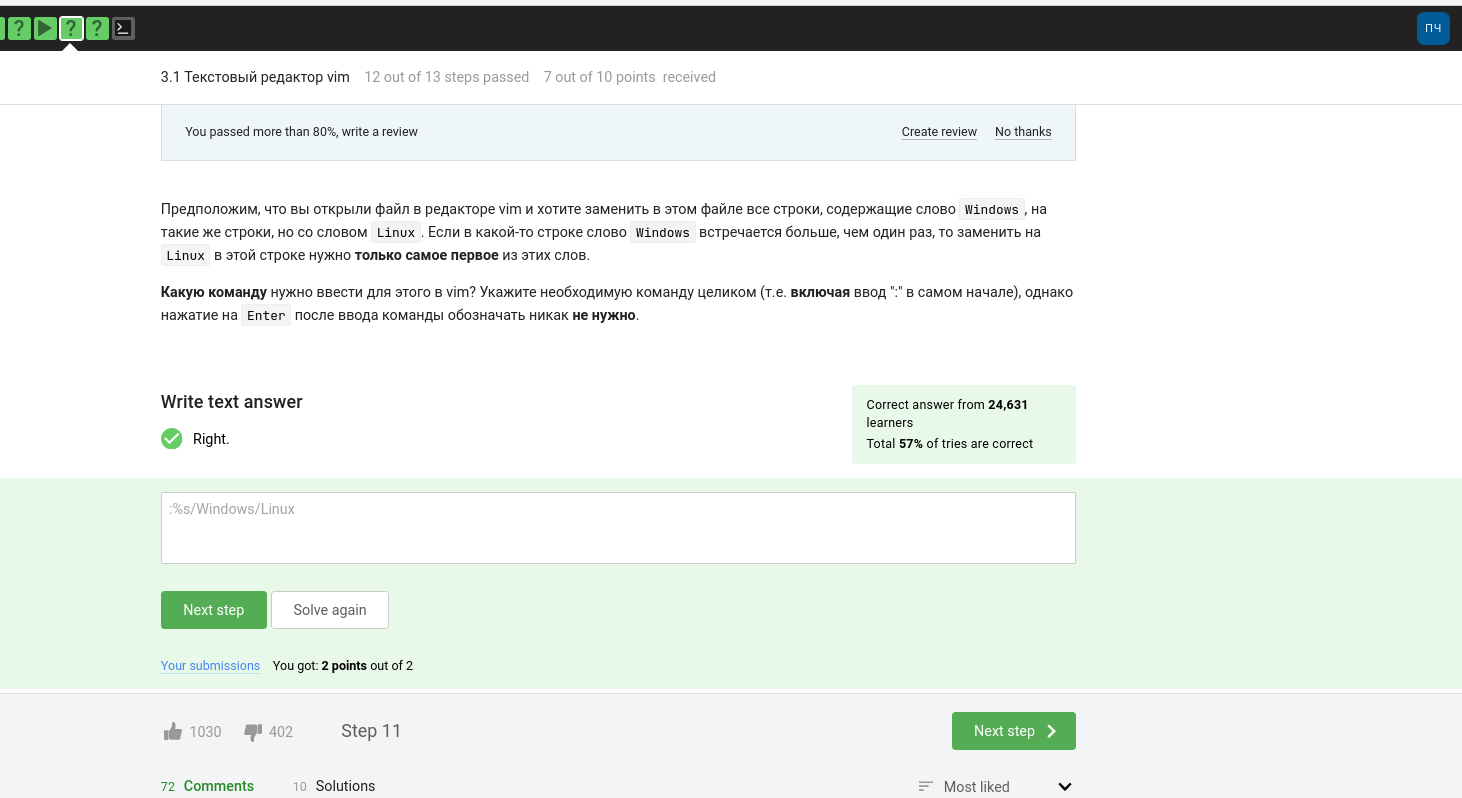 ПЧ
3.1 Текстовый редактор vim 12 out of 13 steps passed 7 out of 10 points received
You passed more than 80%, write a review Create review No thanks
Предположим, что вы открыли файл в редакторе vim и хотите заменить в этом файле все строки, содержащие слово Windows, на
такие же строки, но со словом Linux. Если в какой-то строке слово Windows встречается больше, чем один раз, то заменить на
Linux в этой строке нужно только самое первое из этих слов.
Какую команду нужно ввести для этого в vim? Укажите необходимую команду целиком (т.е. включая ввод ":" в самом начале), однако
нажатие на Enter после ввода команды обозначать никак не нужно.
Write text answer
Right.
Correct answer from 24,631
learners
Total 57% of tries are correct
:%s/Windows/Linux
Next step Solve again
Your submissions You got: 2 points out of 2
1030 402 Step 11 Next step
72 Comments 10 Solutions Most liked